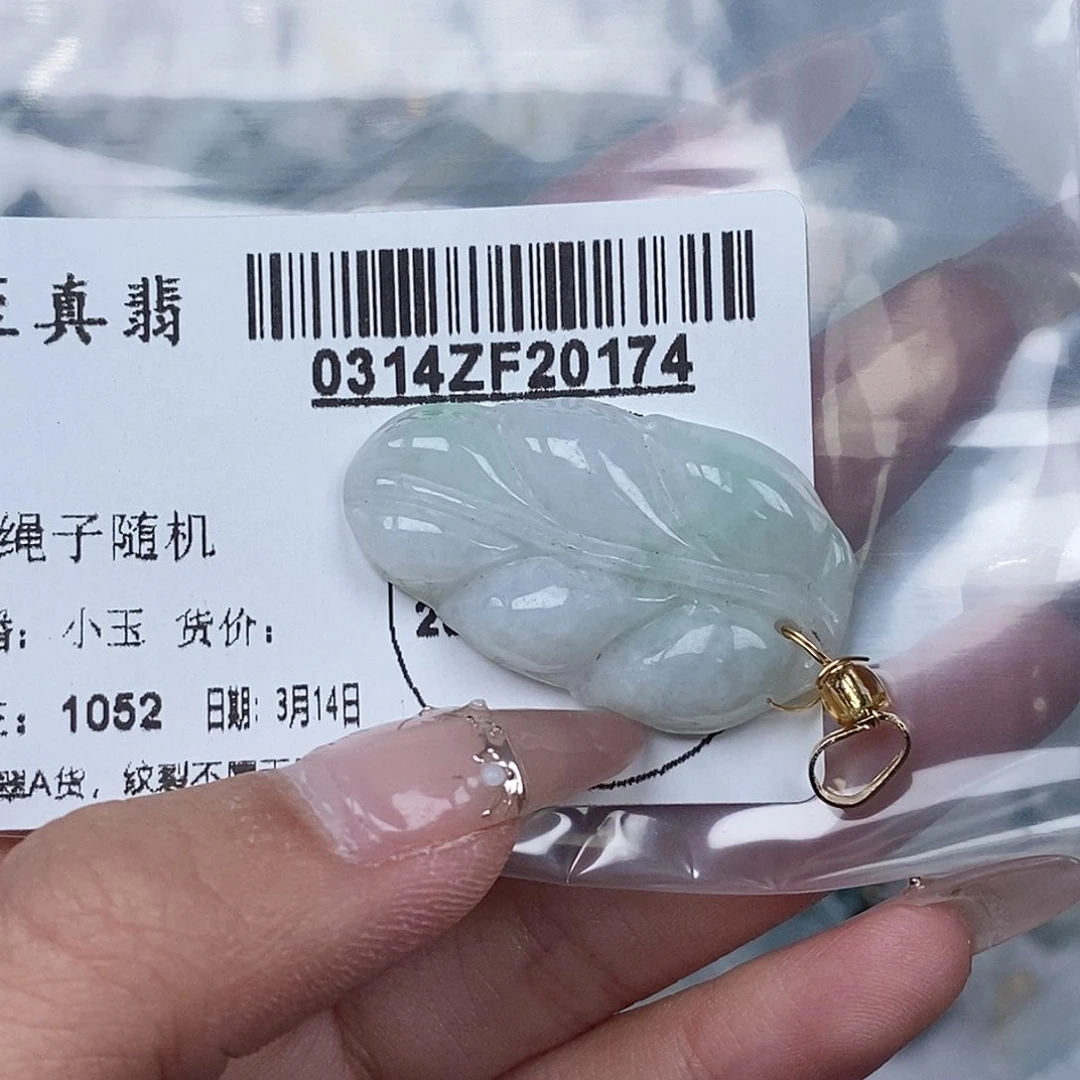 真翡
0314ZF20174
绳子随机
小玉 货价：
1052 日期：3月14日
A货，纹裂不